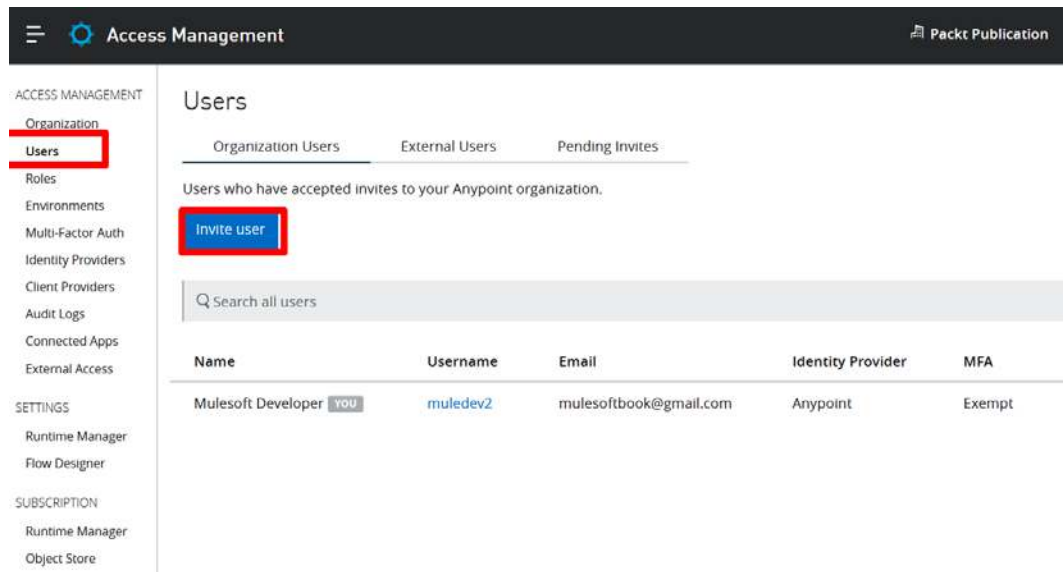 Access Management
Packt Publication
ACCESS MANAGEMENT
Organization
Users
Roles
Environments
Multi-Factor Auth
Identity Providers
Client Providers
Audit Logs
Connected Apps
External Access
SETTINGS
Runtime Manager
Flow Designer
SUBSCRIPTION
Runtime Manager
Object Store
Users
Organization Users External Users Pending Invites
Users who have accepted invites to your Anypoint organization.
Invite user
Search all users
Name Username Email Identity Provider MFA
Mulesoft Developer YOU muledev2 mulesoftbook@gmail.com Anypoint Exempt